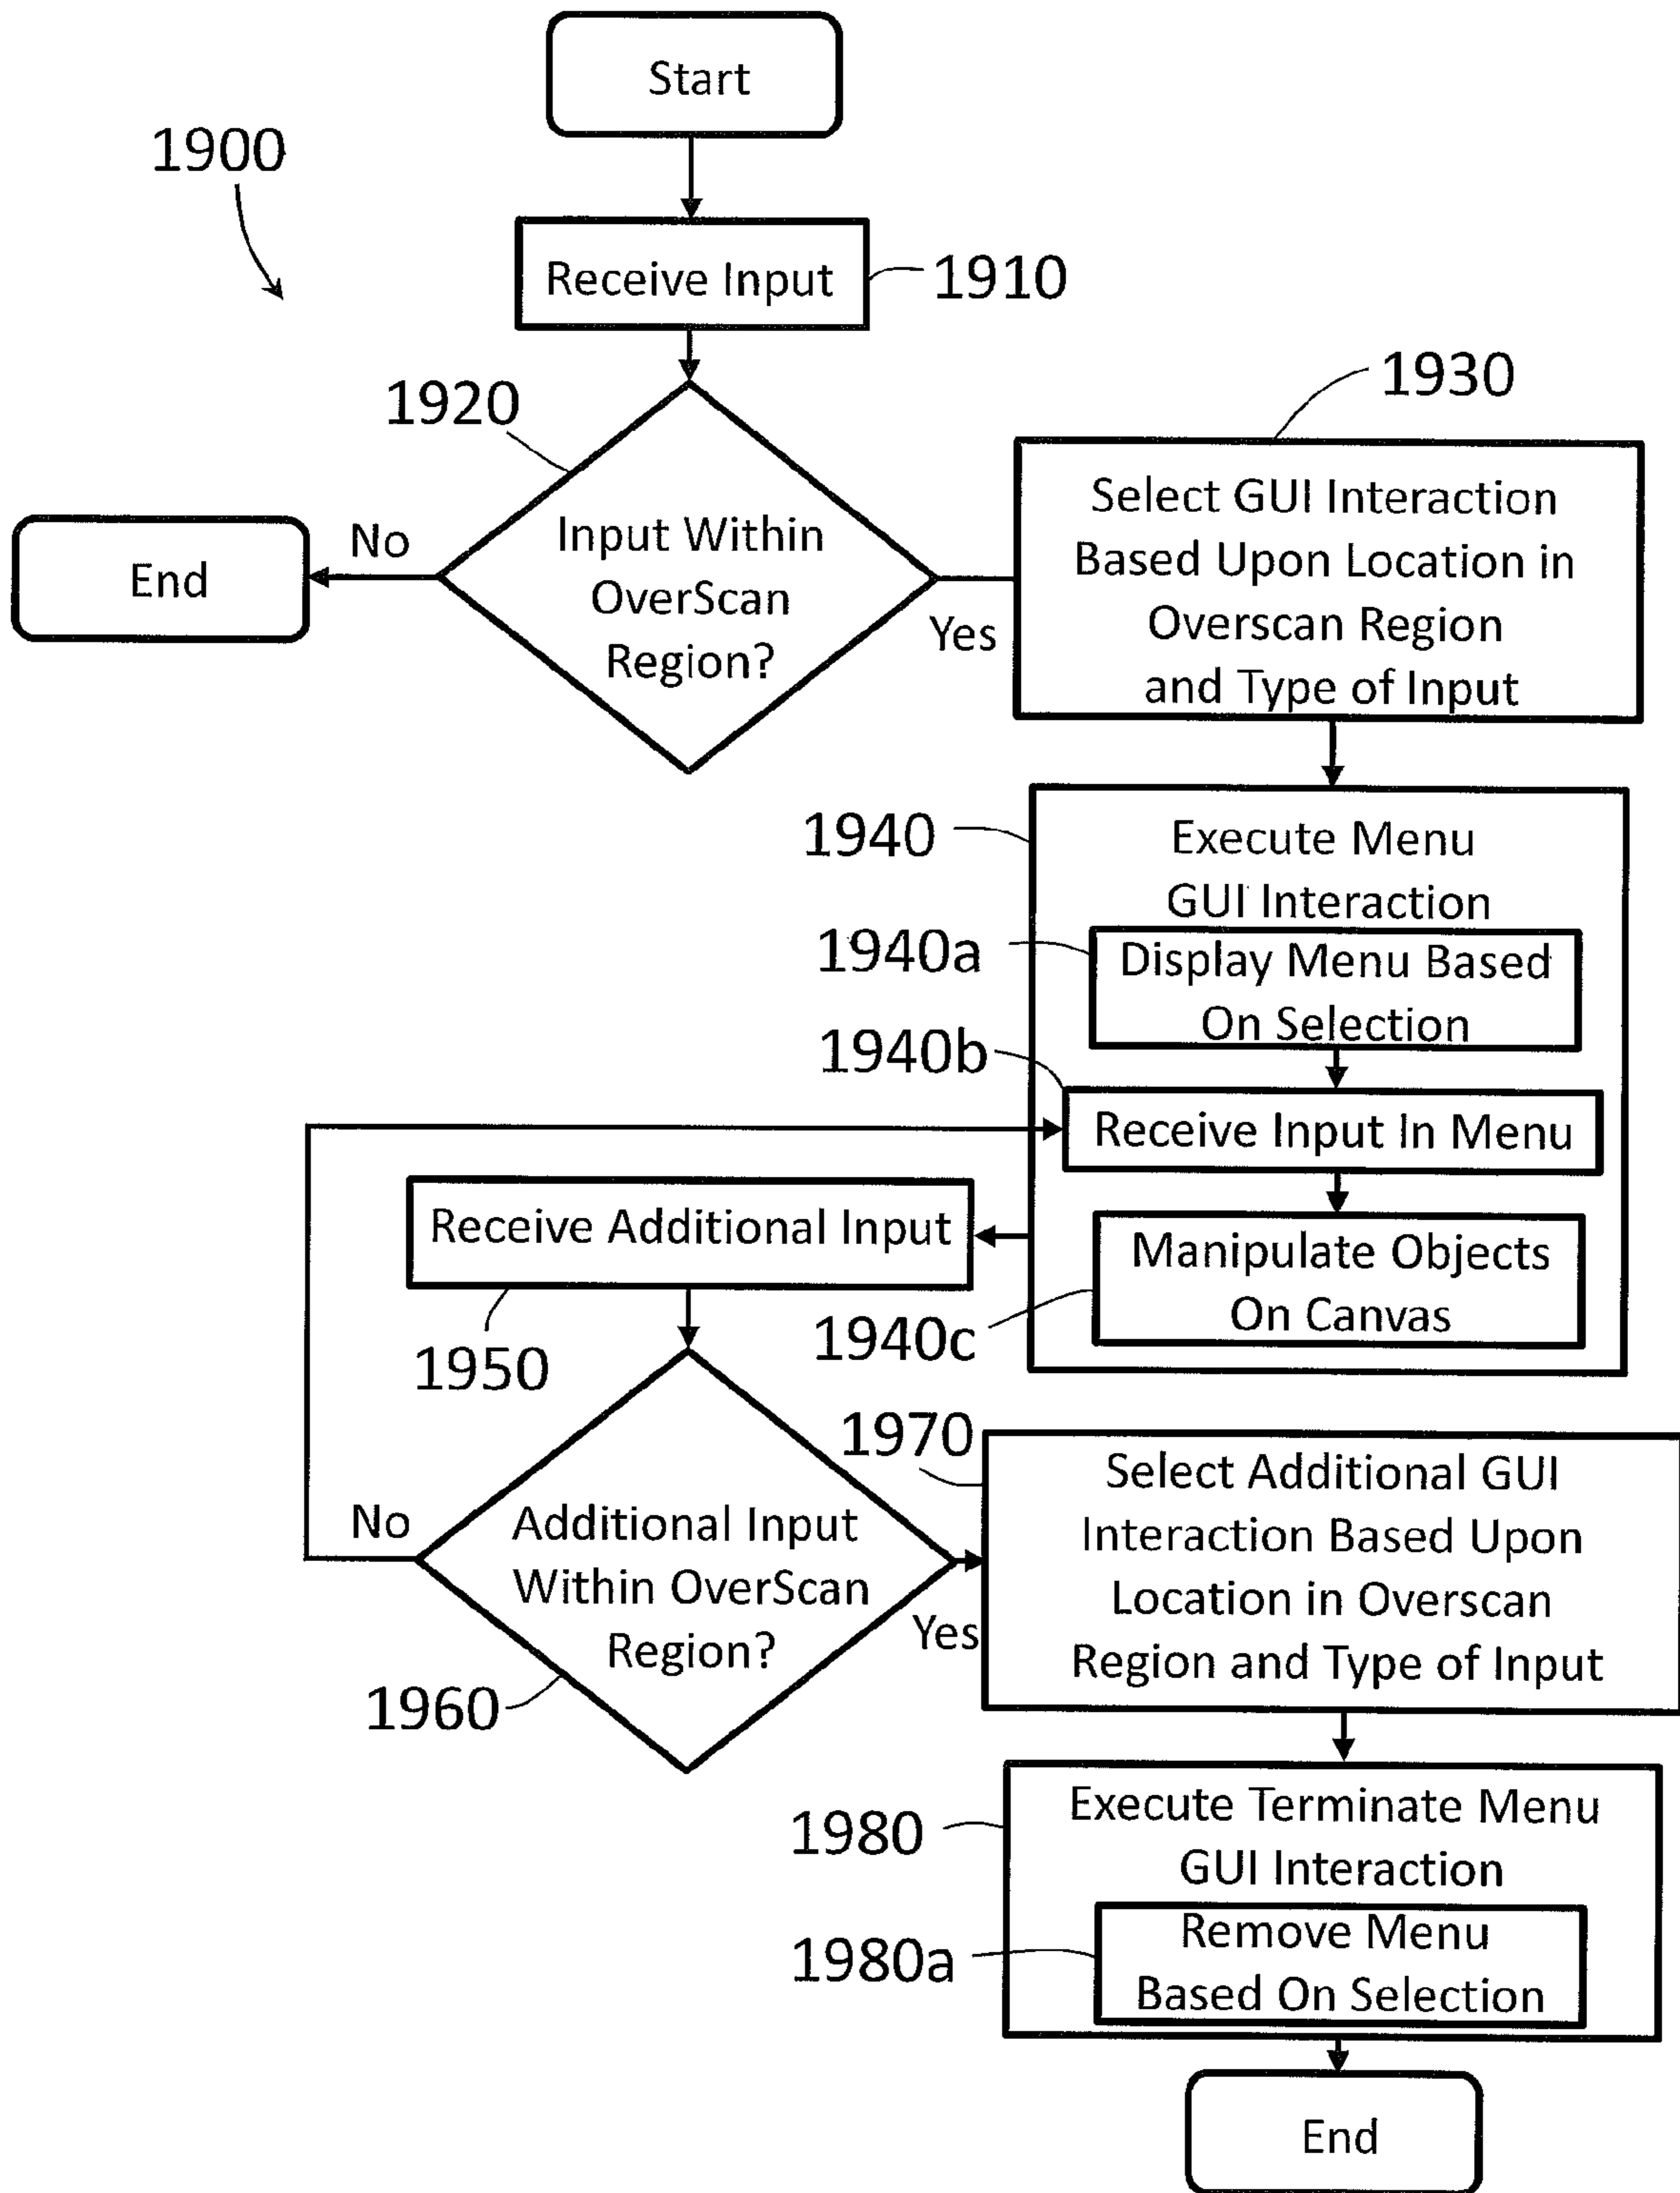 Start
1900
Receive Input
1910
1920
1930
Input Within
OverScan
Region?
No
End
Yes
Select GUI Interaction
Based Upon Location in
Overscan Region
and Type of Input
1940
Execute Menu
GUI Interaction
1940a
Display Menu Based
On Selection
1940b
Receive Input In Menu
Receive Additional Input
1950
Manipulate Objects
On Canvas
1940c
1970
No
Additional Input
Within OverScan
Region?
Yes
1960
Select Additional GUI
Interaction Based Upon
Location in Overscan
Region and Type of Input
1980
Execute Terminate Menu
GUI Interaction
1980a
Remove Menu
Based On Selection
End